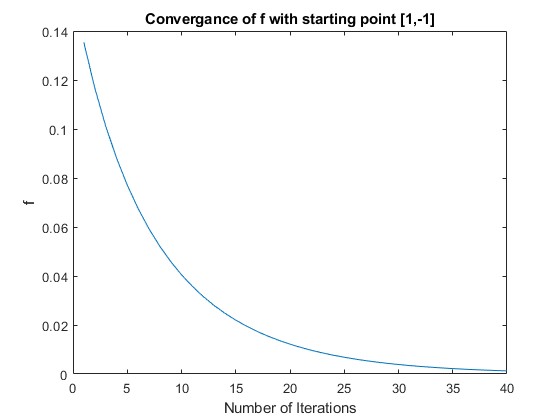 Convergance of f with starting point [1,-1]
0.14
0.12
0.1
0.08
0.06
0.04
0.02
0
f
0 5 10 15 20 25 30 35 40
Number of Iterations